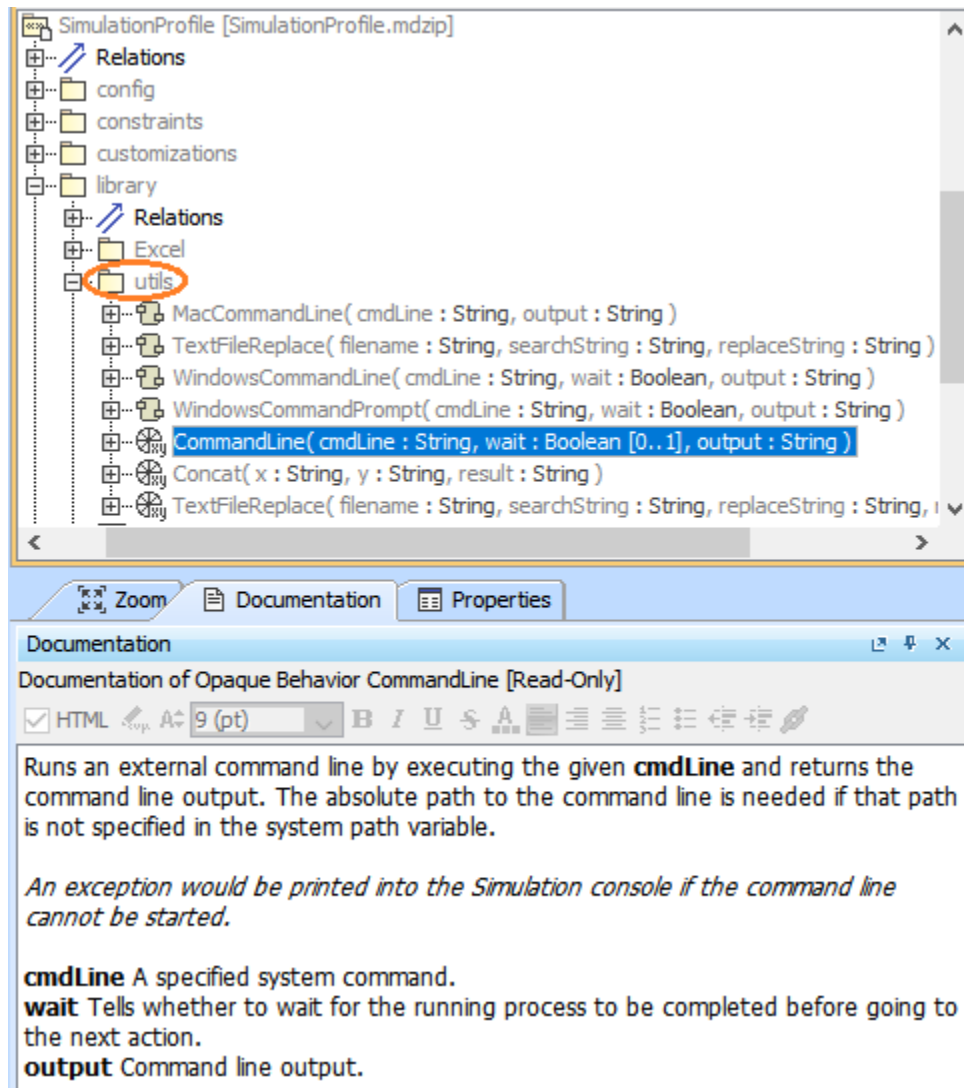 SimulationProfile [SimulationProfile.mdzip]
Relations
config
constraints
customizations
library
Relations
Excel
utils
MacCommandLine( cmdLine : String, output : String )
TextFileReplace( filename : String, searchString : String, replaceString : String )
WindowsCommandLine( cmdLine : String, wait : Boolean, output : String )
WindowsCommandPrompt( cmdLine : String, wait : Boolean, output : String )
CommandLine( cmdLine : String, wait : Boolean [0..1], output : String )
Concat( x : String, y : String, result : String )
TextFileReplace( filename : String, searchString : String, replaceString : String,
Zoom Documentation Properties
Documentation
Documentation of Opaque Behavior CommandLine [Read-Only]
HTML 9 (pt) B I U S A
Runs an external command line by executing the given cmdLine and returns the
command line output. The absolute path to the command line is needed if that path
is not specified in the system path variable.
An exception would be printed into the Simulation console if the command line
cannot be started.
cmdLine A specified system command.
wait Tells whether to wait for the running process to be completed before going to
the next action.
output Command line output.